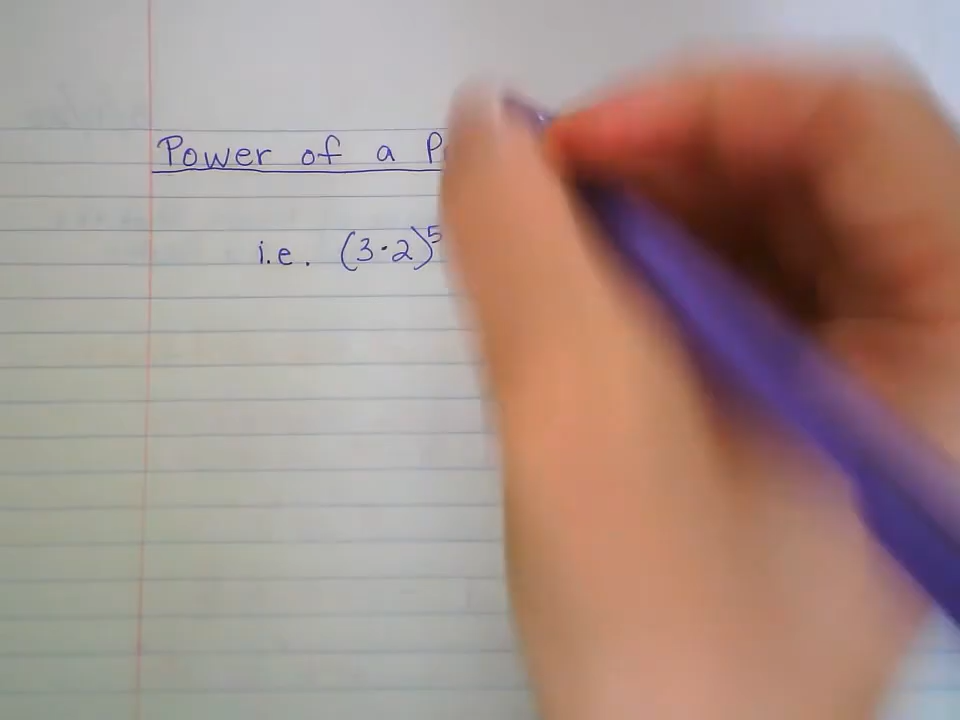 Power of a
i.e. (3·2)⁵